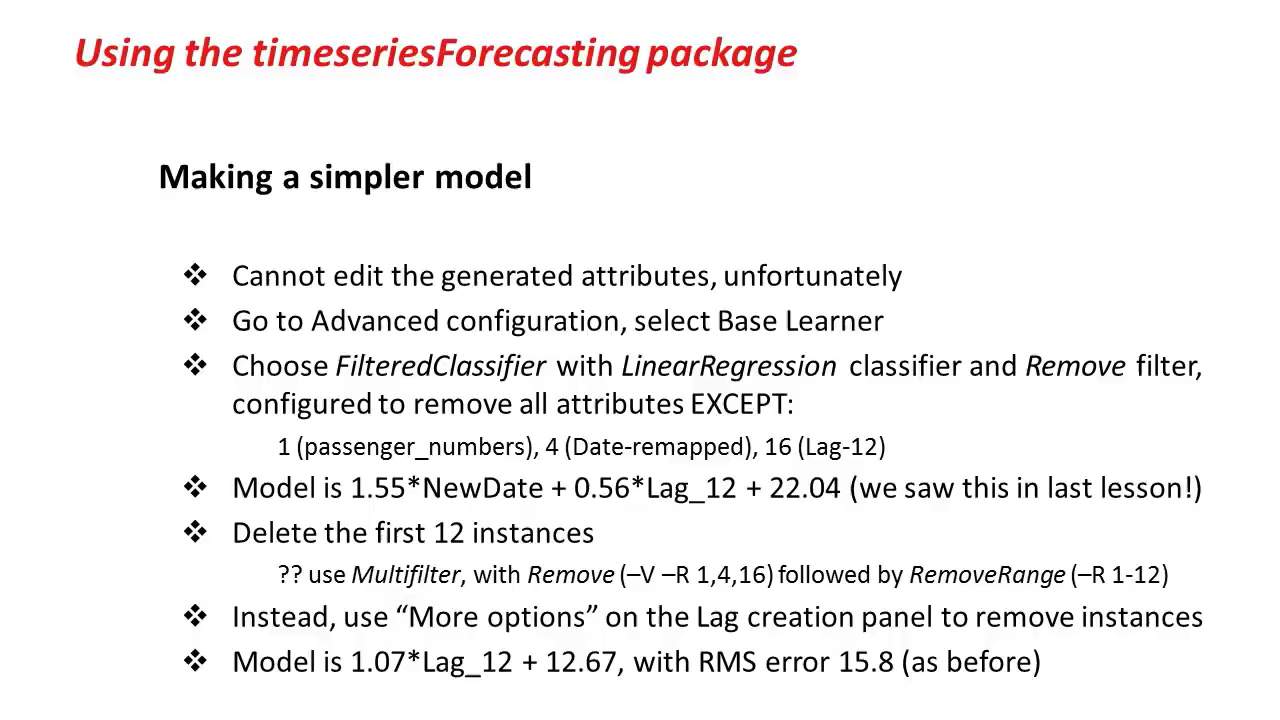 Using the timeseriesForecasting package
Making a simpler model
❖ Cannot edit the generated attributes, unfortunately
❖ Go to Advanced configuration, select Base Learner
❖ Choose FilteredClassifier with LinearRegression classifier and Remove filter,
configured to remove all attributes EXCEPT:
1 (passenger_numbers), 4 (Date-remapped), 16 (Lag-12)
❖ Model is 1.55*NewDate + 0.56*Lag_12 + 22.04 (we saw this in last lesson!)
❖ Delete the first 12 instances
?? use Multifilter, with Remove (–V –R 1,4,16) followed by RemoveRange (–R 1-12)
❖ Instead, use “More options” on the Lag creation panel to remove instances
❖ Model is 1.07*Lag_12 + 12.67, with RMS error 15.8 (as before)